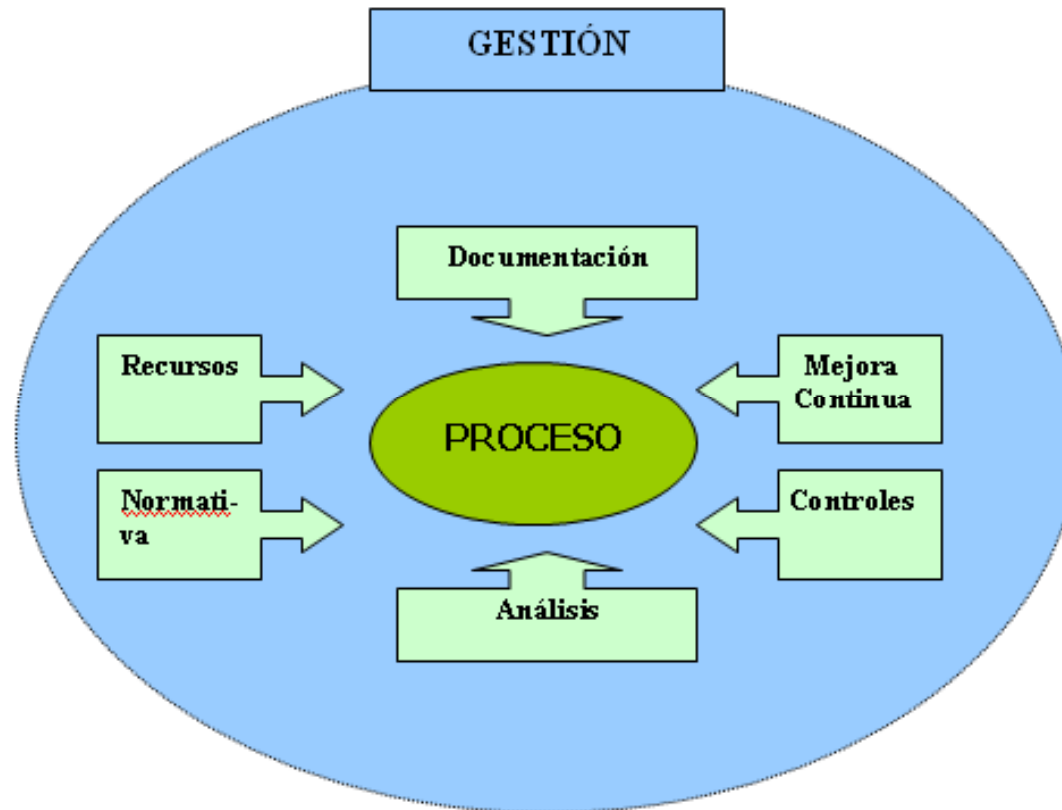 GESTIÓN
Documentación
Recursos
Mejora
Continua
PROCESO
Normati-
va
Controles
Análisis